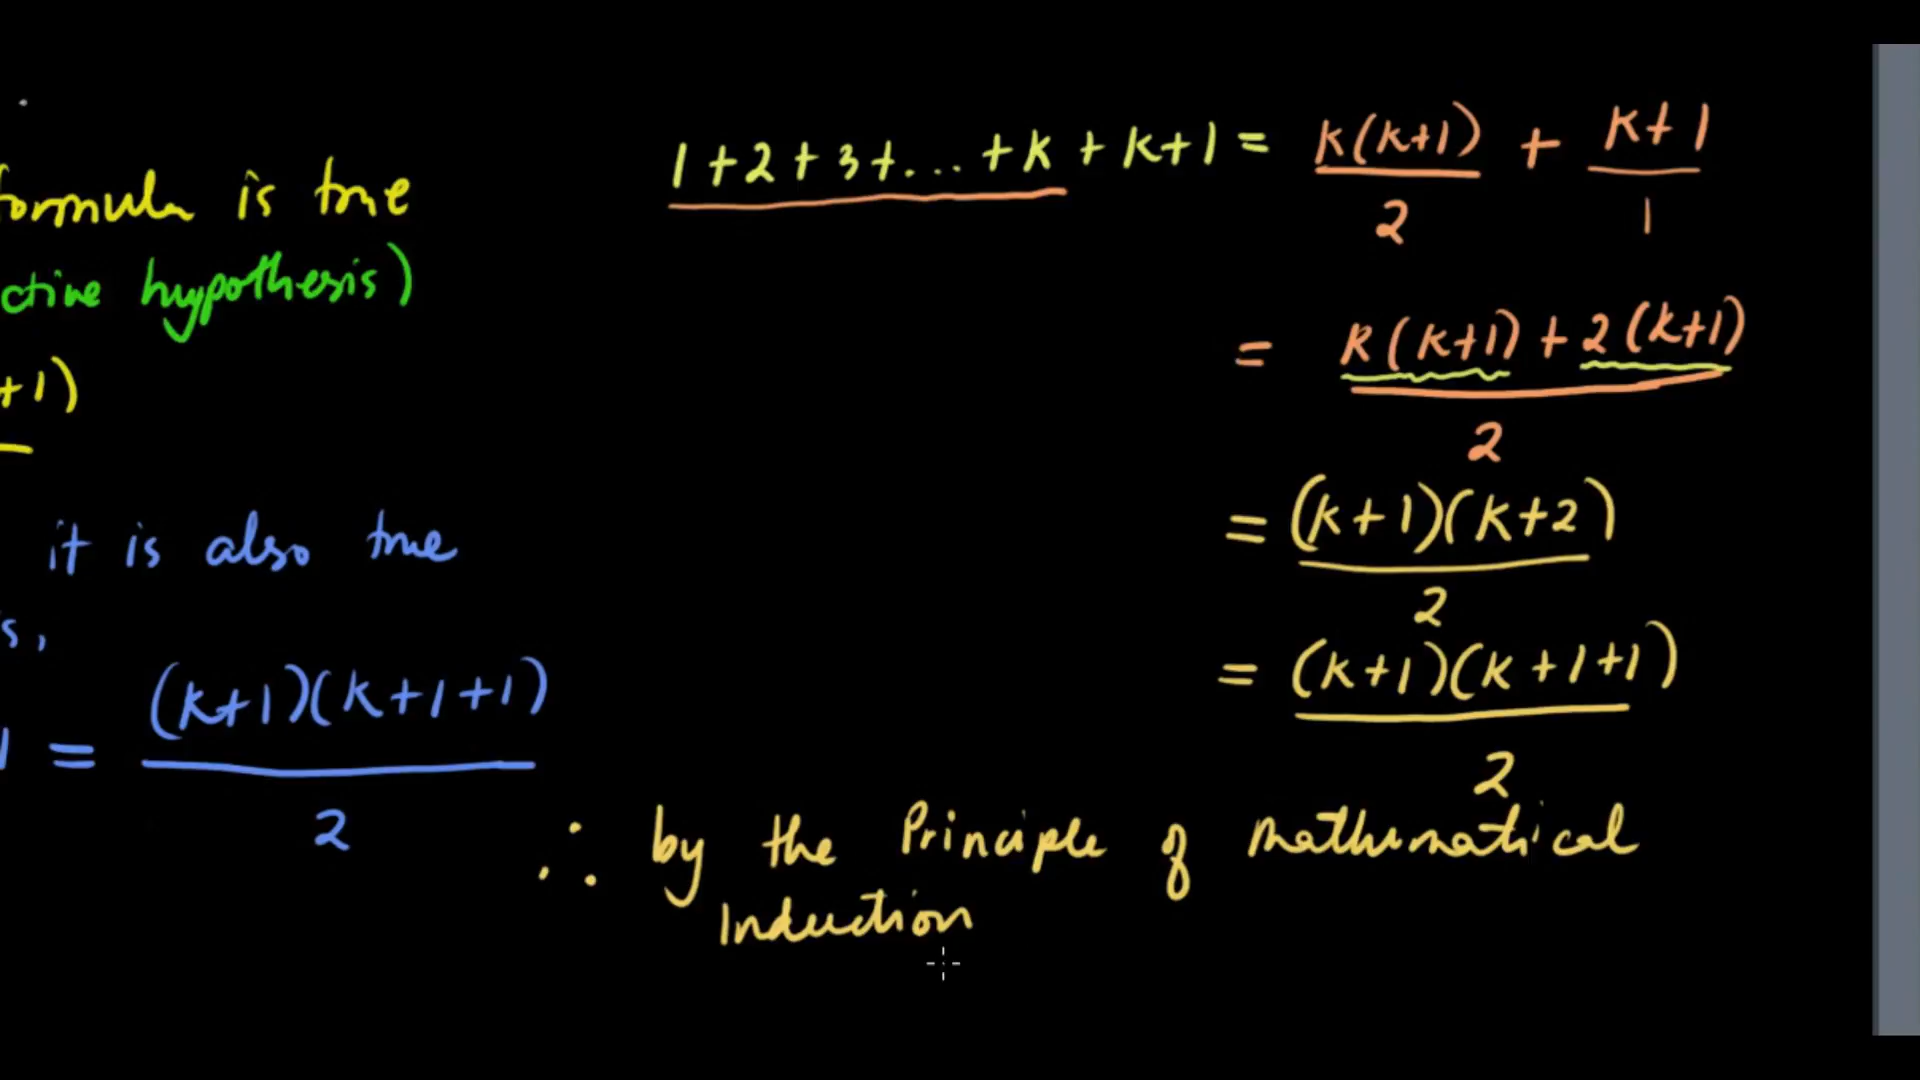 formula is true
ctive hypothesis)
+1)
it is also true
s,
1 = (k+1)(k+1+1)
2
1+2+3+...+k+k+1 = k(k+1) + k+1
2 1
= k(k+1)+2(k+1)
2
= (k+1)(k+2)
2
= (k+1)(k+1+1)
2
∴ by the Principle of mathematical
Induction